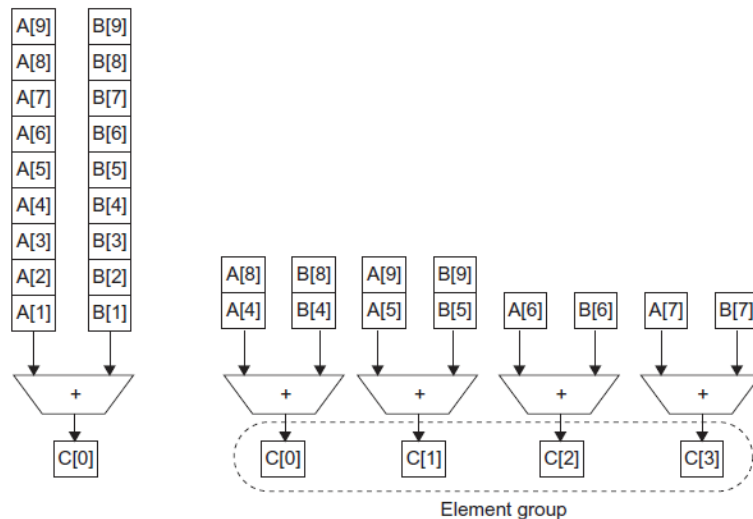 A[9] B[9]
A[8] B[8]
A[7] B[7]
A[6] B[6]
A[5] B[5]
A[4] B[4]
A[3] B[3]
A[2] B[2]
A[1] B[1]
+
C[0]
A[8] B[8] A[9] B[9]
A[4] B[4] A[5] B[5] A[6] B[6] A[7] B[7]
+ + + +
C[0] C[1] C[2] C[3]
Element group